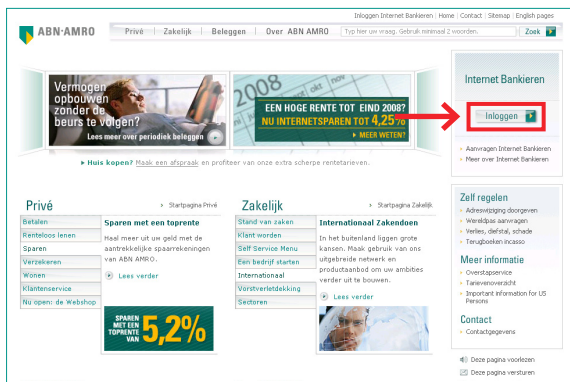 Inloggen Internet Bankieren | Home | Contact | Sitemap | English pages
ABN·AMRO
Privé | Zakelijk | Beleggen | Over ABN AMRO
Typ hier uw vraag. Gebruik minimaal 2 woorden.
Zoek
Vermogen
opbouwen
zonder de
beurs te volgen?
Lees meer over periodiek beleggen
2008
okt nov
EEN HOGE RENTE TOT EIND 2008?
NU INTERNETSPAREN TOT 4,25%
MEER WETEN?
Huis kopen? Maak een afspraak en profiteer van onze extra scherpe rentetarieven.
Internet Bankieren
Inloggen
Aanvragen Internet Bankieren
Meer over Internet Bankieren
Privé
Startpagina Privé
Betalen
Renteloos lenen
Sparen
Verzekeren
Wonen
Klantenservice
Nu open: de Webshop
Sparen met een toprente
Haal meer uit uw geld met de
aantrekkelijke spaarrekeningen
van ABN AMRO.
Lees verder
SPAREN
MET EEN
TOPRENTE
VAN
5,2%
Zakelijk
Startpagina Zakelijk
Stand van zaken
Klant worden
Self Service Menu
Een bedrijf starten
Internationaal
Vorstverletdekking
Sectoren
Internationaal Zakendoen
In het buitenland liggen grote
kansen. Maak gebruik van ons
uitgebreide netwerk en
productaanbod om uw ambities
verder uit te bouwen.
Lees verder
Zelf regelen
Adreswijziging doorgeven
Wereldpas aanvragen
Verlies, diefstal, schade
Terugboeken incasso
Meer informatie
Overstapservice
Tarievenoverzicht
Important information for US
Persons
Contact
Contactgegevens
Deze pagina voorlezen
Deze pagina versturen